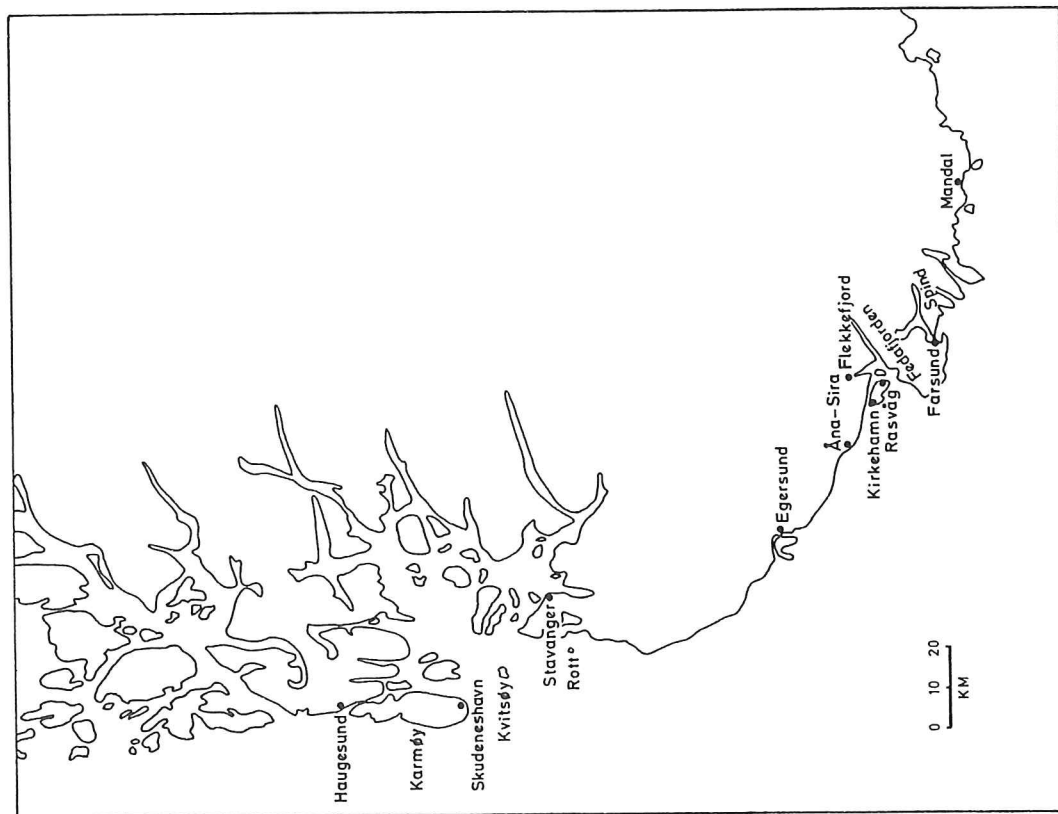 Haugesund
Karmøy
Skudeneshavn
Kvitsøy
Stavanger
Rott
Egersund
Åna-Sira
Flekkefjord
Kirkehamn
Rasvåg
Fedafjorden
Farsund
Spind
Mandal
0 10 20
KM